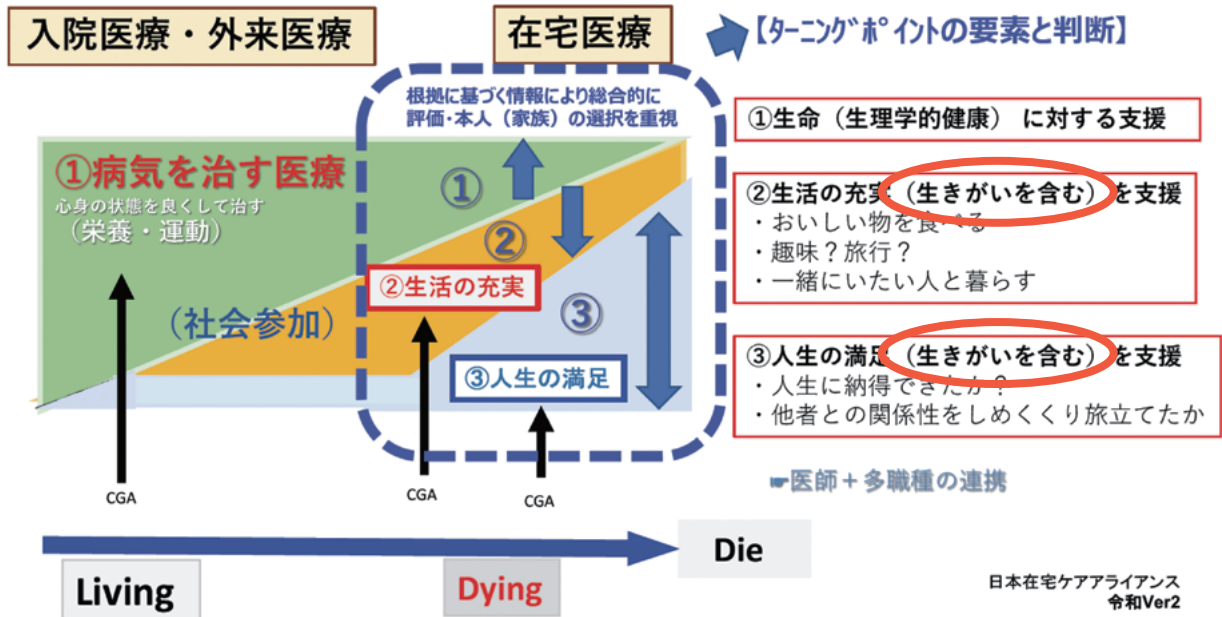 入院医療・外来医療
在宅医療
【ﾀｰﾆﾝｸﾞﾎﾟｲﾝﾄの要素と判断】
根拠に基づく情報により総合的に
評価・本人（家族）の選択を重視
①病気を治す医療
心身の状態を良くして治す
（栄養・運動）
（社会参加）
①
②
②生活の充実
③
③人生の満足
CGA
CGA
CGA
①生命（生理学的健康） に対する支援
②生活の充実（生きがいを含む）を支援
・おいしい物を食べる
・趣味？旅行？
・一緒にいたい人と暮らす
③人生の満足（生きがいを含む）を支援
・人生に納得できたか？
・他者との関係性をしめくくり旅立てたか
☛医師＋多職種の連携
Living
Dying
Die
日本在宅ケアアライアンス
令和Ver2